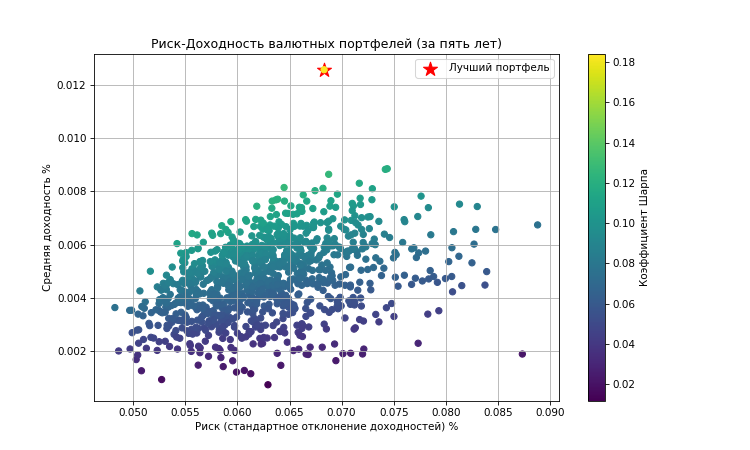 Риск-Доходность валютных портфелей (за пять лет)
Лучший портфель
Средняя доходность %
0.012
0.010
0.008
0.006
0.004
0.002
0.050 0.055 0.060 0.065 0.070 0.075 0.080 0.085 0.090
Риск (стандартное отклонение доходностей) %
0.18
0.16
0.14
0.12
0.10
0.08
0.06
0.04
0.02
Коэффициент Шарпа